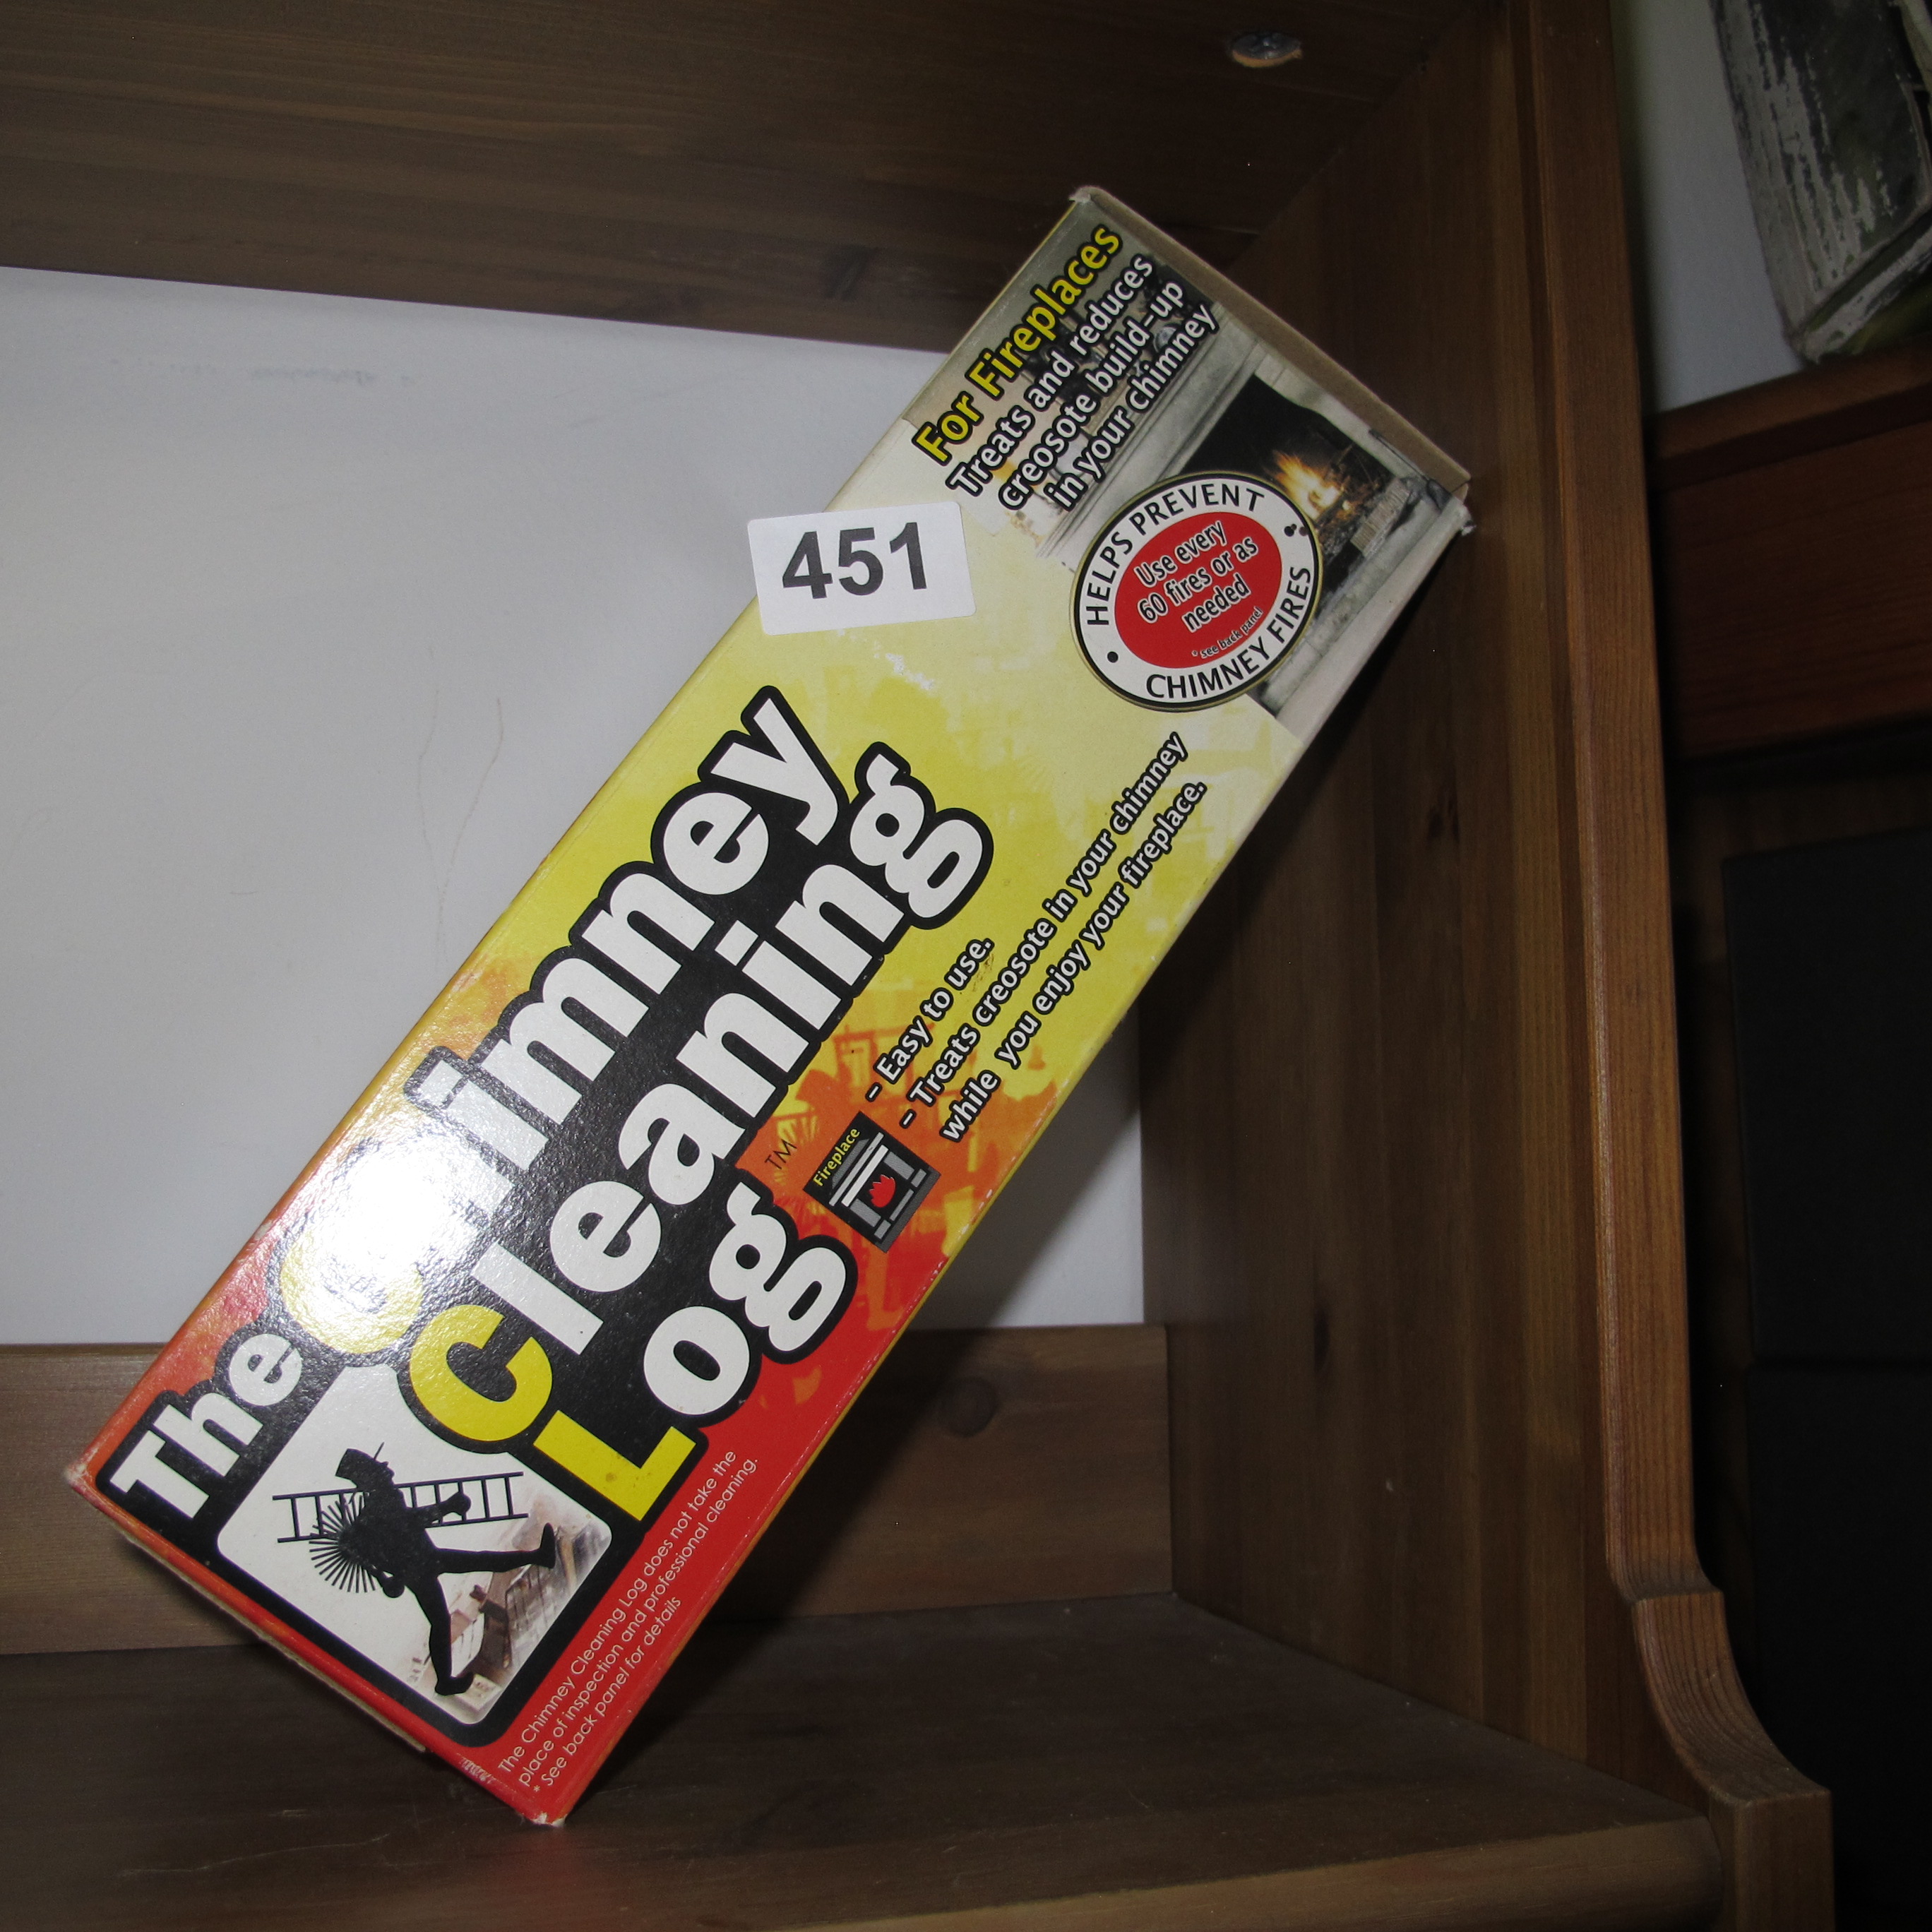 For Fireplaces
Treats and reduces
creosote build-up
in your chimney
HELPS PREVENT
Use every
60 fires or as
needed
* see back panel
CHIMNEY FIRES
451
The Chimney
Cleaning
Log
TM
Fireplace
- Easy to use.
- Treats creosote in your chimney
while you enjoy your fireplace.
The Chimney Cleaning Log does not take the
place of inspection and professional cleaning.
* See back panel for details